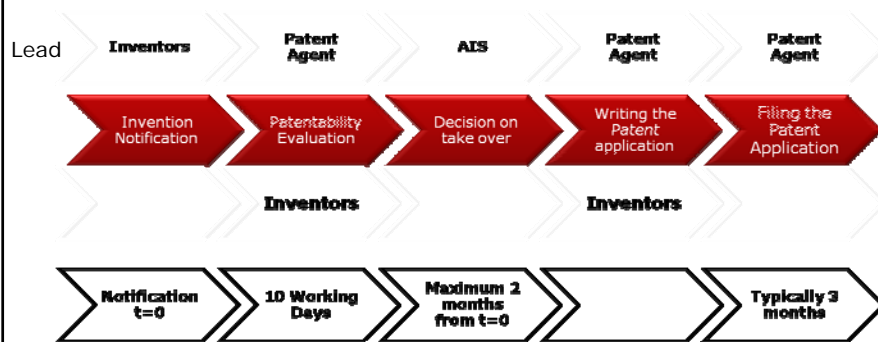 Lead
Inventors
Patent
Agent
AIS
Patent
Agent
Patent
Agent
Invention
Notification
Patentability
Evaluation
Decision on
take over
Writing the
Patent
application
Filing the
Patent
Application
Inventors
Inventors
Notification
t=0
10 Working
Days
Maximum 2
months
from t=0
Typically 3
months